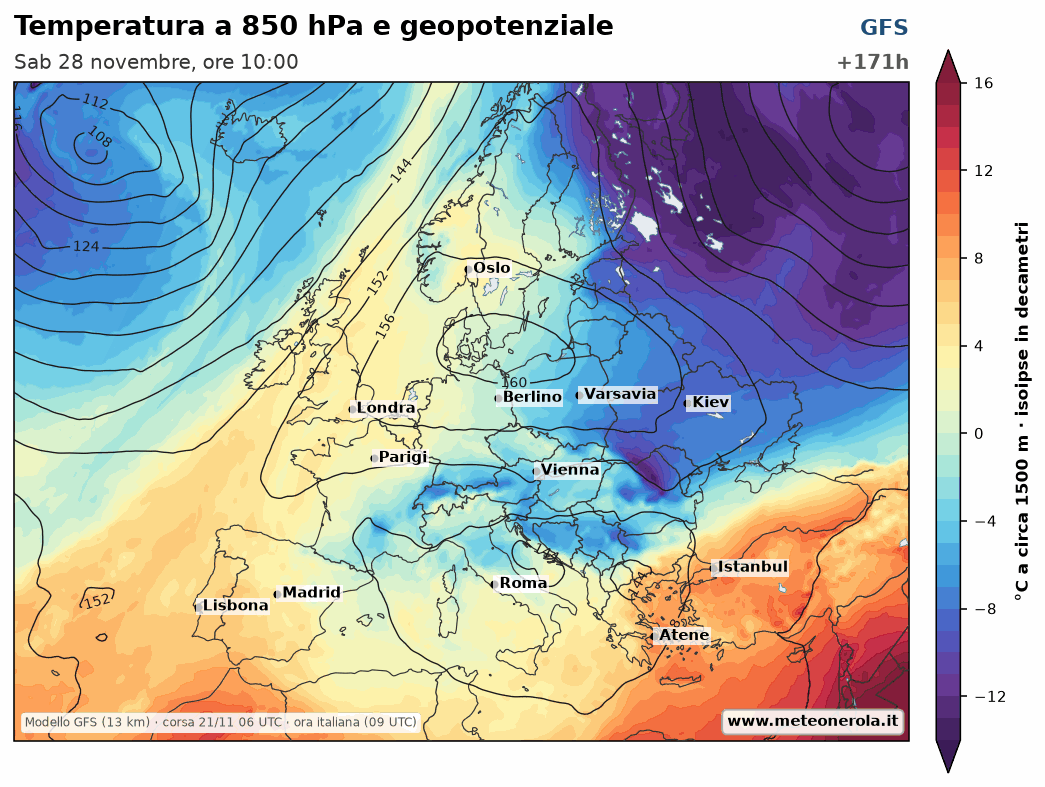 Temperatura a 850 hPa e geopotenziale
GFS
Sab 28 novembre, ore 10:00
+171h
112
116
108
144
124
152
156
160
Oslo
Londra
Berlino
Varsavia
Kiev
Parigi
Vienna
144
144
152
Roma
Istanbul
Madrid
Lisbona
Atene
Modello GFS (13 km) · corsa 21/11 06 UTC · ora italiana (09 UTC)
www.meteonerola.it
16
12
8
4
0
−4
−8
−12
°C a circa 1500 m · isoipse in decametri